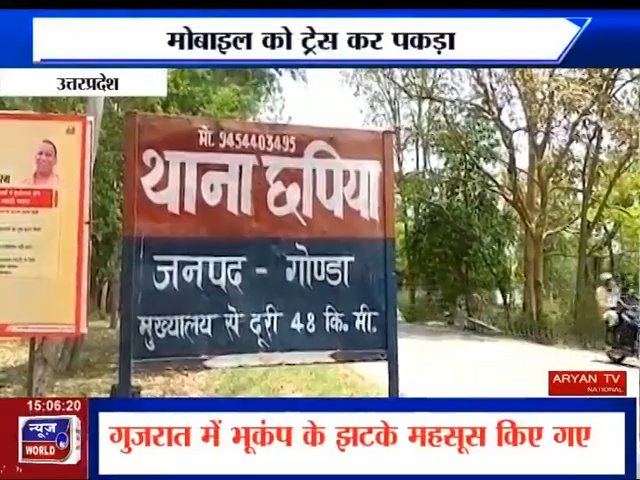 मोबाइल को ट्रेस कर पकड़ा
उत्तरप्रदेश
मो. 9454403495
थाना छपिया
जनपद - गोण्डा
मुख्यालय से दूरी 48 कि.मी.
ARYAN TV
NATIONAL
15:06:20
न्यूज़
WORLD
गुजरात में भूकंप के झटके महसूस किए गए